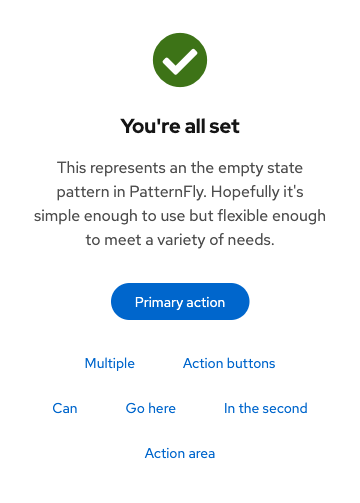 You're all set
This represents an the empty state
pattern in PatternFly. Hopefully it's
simple enough to use but flexible enough
to meet a variety of needs.
Primary action
Multiple Action buttons
Can Go here In the second
Action area